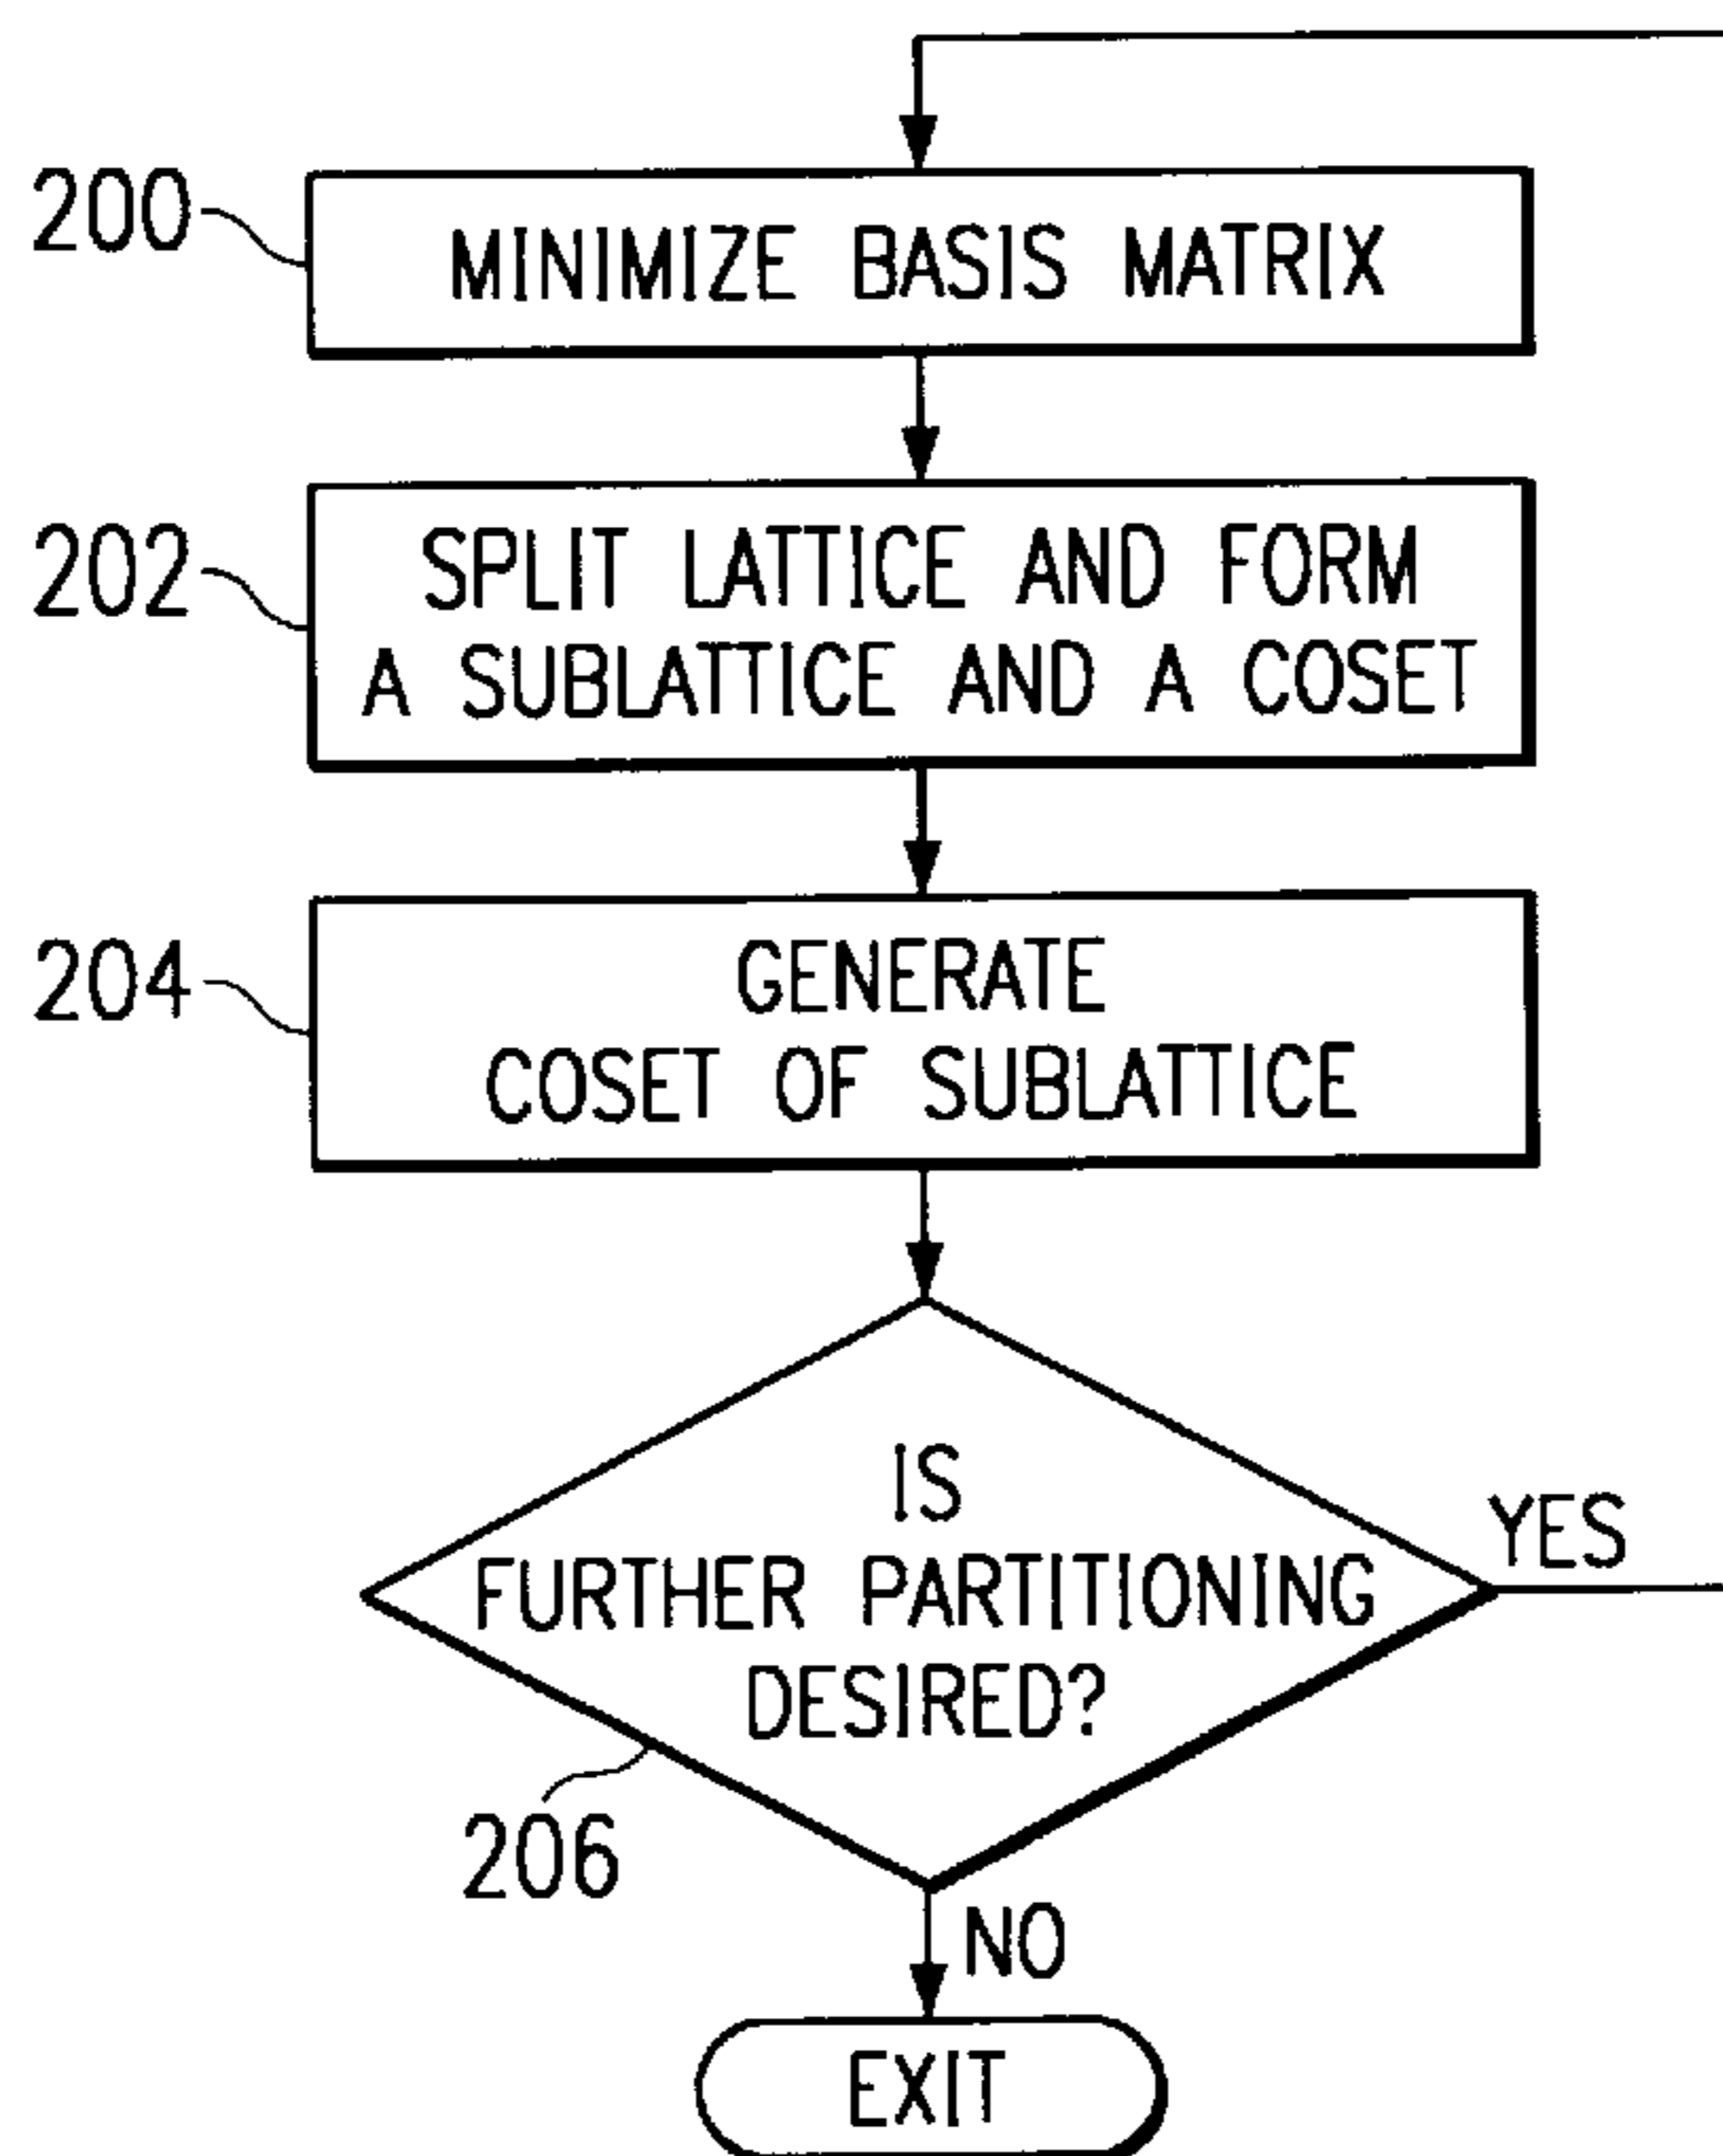 200
MINIMIZE BASIS MATRIX
202
SPLIT LATTICE AND FORM
A SUBLATTICE AND A COSET
204
GENERATE
COSET OF SUBLATTICE
IS
FURTHER PARTITIONING
DESIRED?
YES
206
NO
EXIT